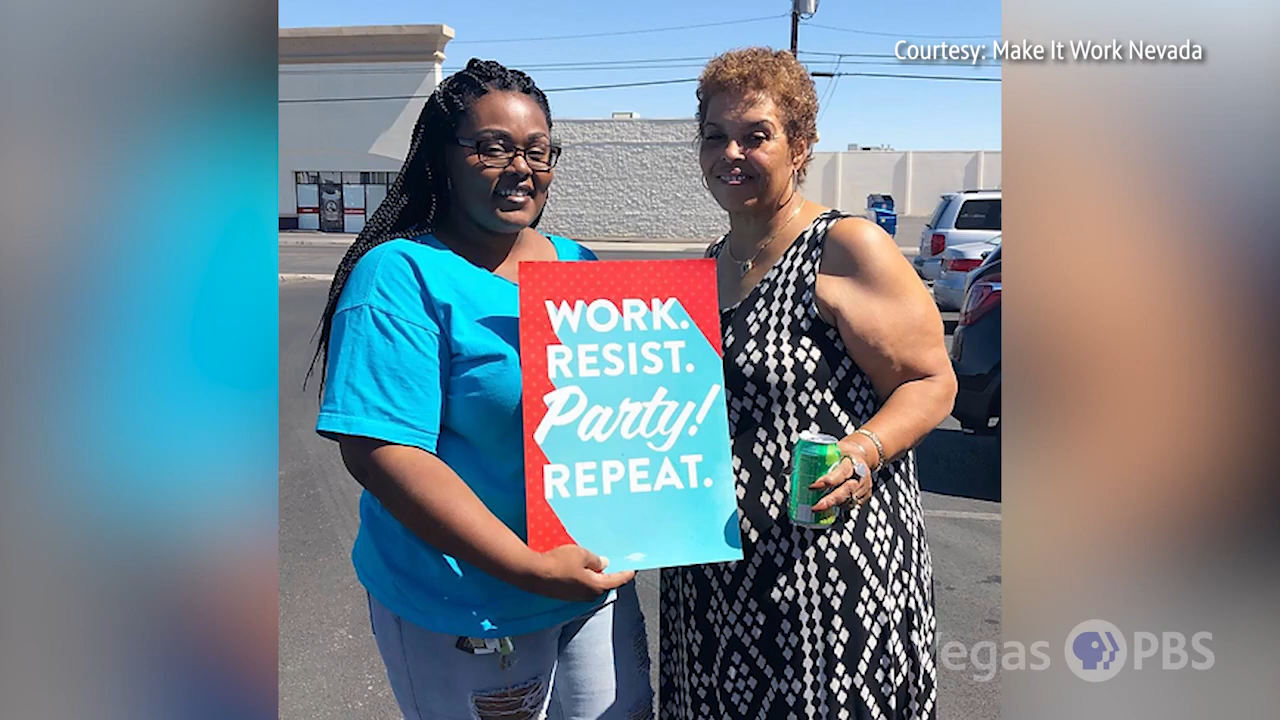 Courtesy: Make It Work Nevada
WORK.
RESIST.
Party!
REPEAT.
Vegas PBS